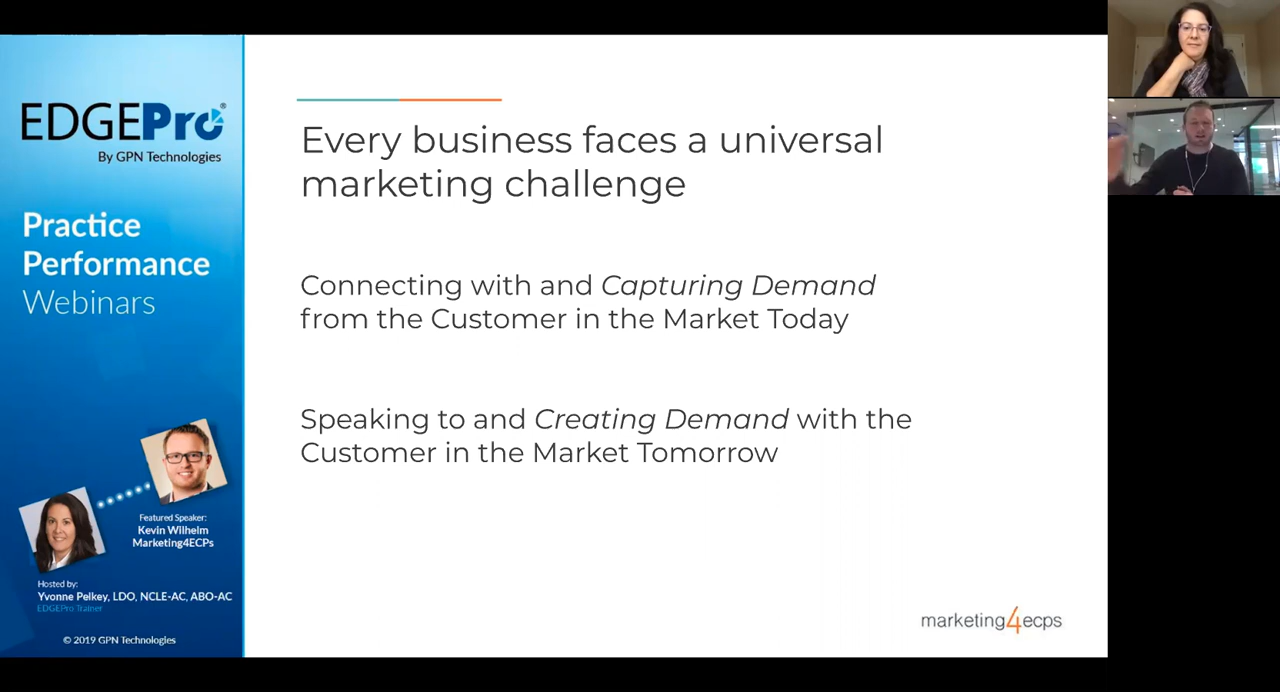 EDGEPro®
By GPN Technologies
Practice
Performance
Webinars
Featured Speaker:
Kevin Wilhelm
Marketing4ECPs
Hosted by:
Yvonne Pelkey, LDO, NCLE-AC, ABO-AC
EDGEPro Trainer
© 2019 GPN Technologies
Every business faces a universal
marketing challenge
Connecting with and Capturing Demand
from the Customer in the Market Today
Speaking to and Creating Demand with the
Customer in the Market Tomorrow
marketing4ecps